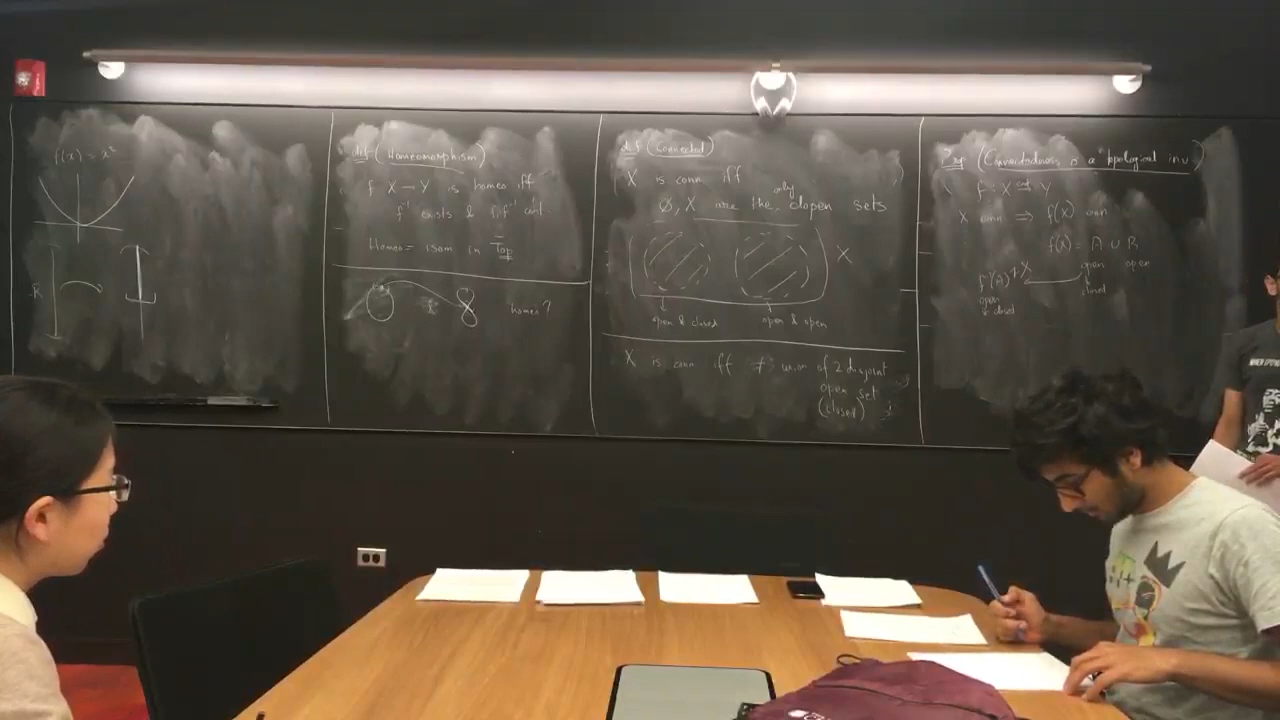 f(x) = x²
R
def (Homeomorphism)
f X → Y is homeo iff
f⁻¹ exists & f, f⁻¹ cont.
Homeo = isom in Top
homeo?
def (Connected)
X is conn iff
only
Ø, X are the clopen sets
X
open & closed open & open
X is conn iff ≠ union of 2 disjoint
open set
(closed)
Prop (Connectedness is a topological inv)
f: X cont→ Y
X conn ⇒ f(X) conn
f(X) = A ∪ B
open open
closed
f⁻¹(A) ≠ X
open
& closed